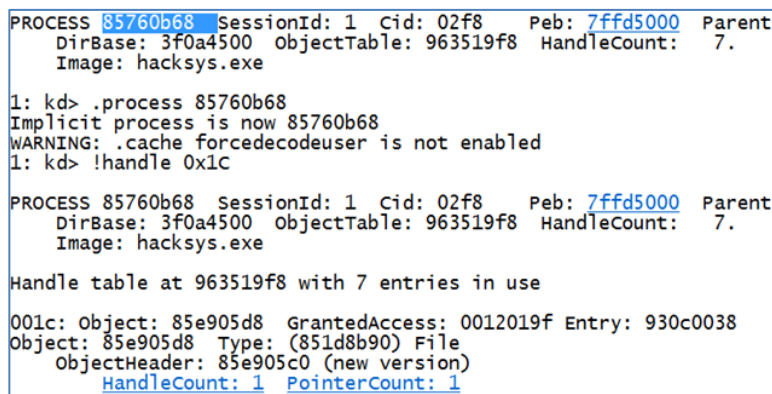 PROCESS 85760b68  SessionId: 1  Cid: 02f8    Peb: 7ffd5000  Parent
    DirBase: 3f0a4500  ObjectTable: 963519f8  HandleCount:   7.
    Image: hacksys.exe

1: kd> .process 85760b68
Implicit process is now 85760b68
WARNING: .cache forcedecodeuser is not enabled
1: kd> !handle 0x1C

PROCESS 85760b68  SessionId: 1  Cid: 02f8    Peb: 7ffd5000  Parent
    DirBase: 3f0a4500  ObjectTable: 963519f8  HandleCount:   7.
    Image: hacksys.exe

Handle table at 963519f8 with 7 entries in use

001c: Object: 85e905d8  GrantedAccess: 0012019f Entry: 930c0038
Object: 85e905d8  Type: (851d8b90) File
    ObjectHeader: 85e905c0 (new version)
        HandleCount: 1  PointerCount: 1